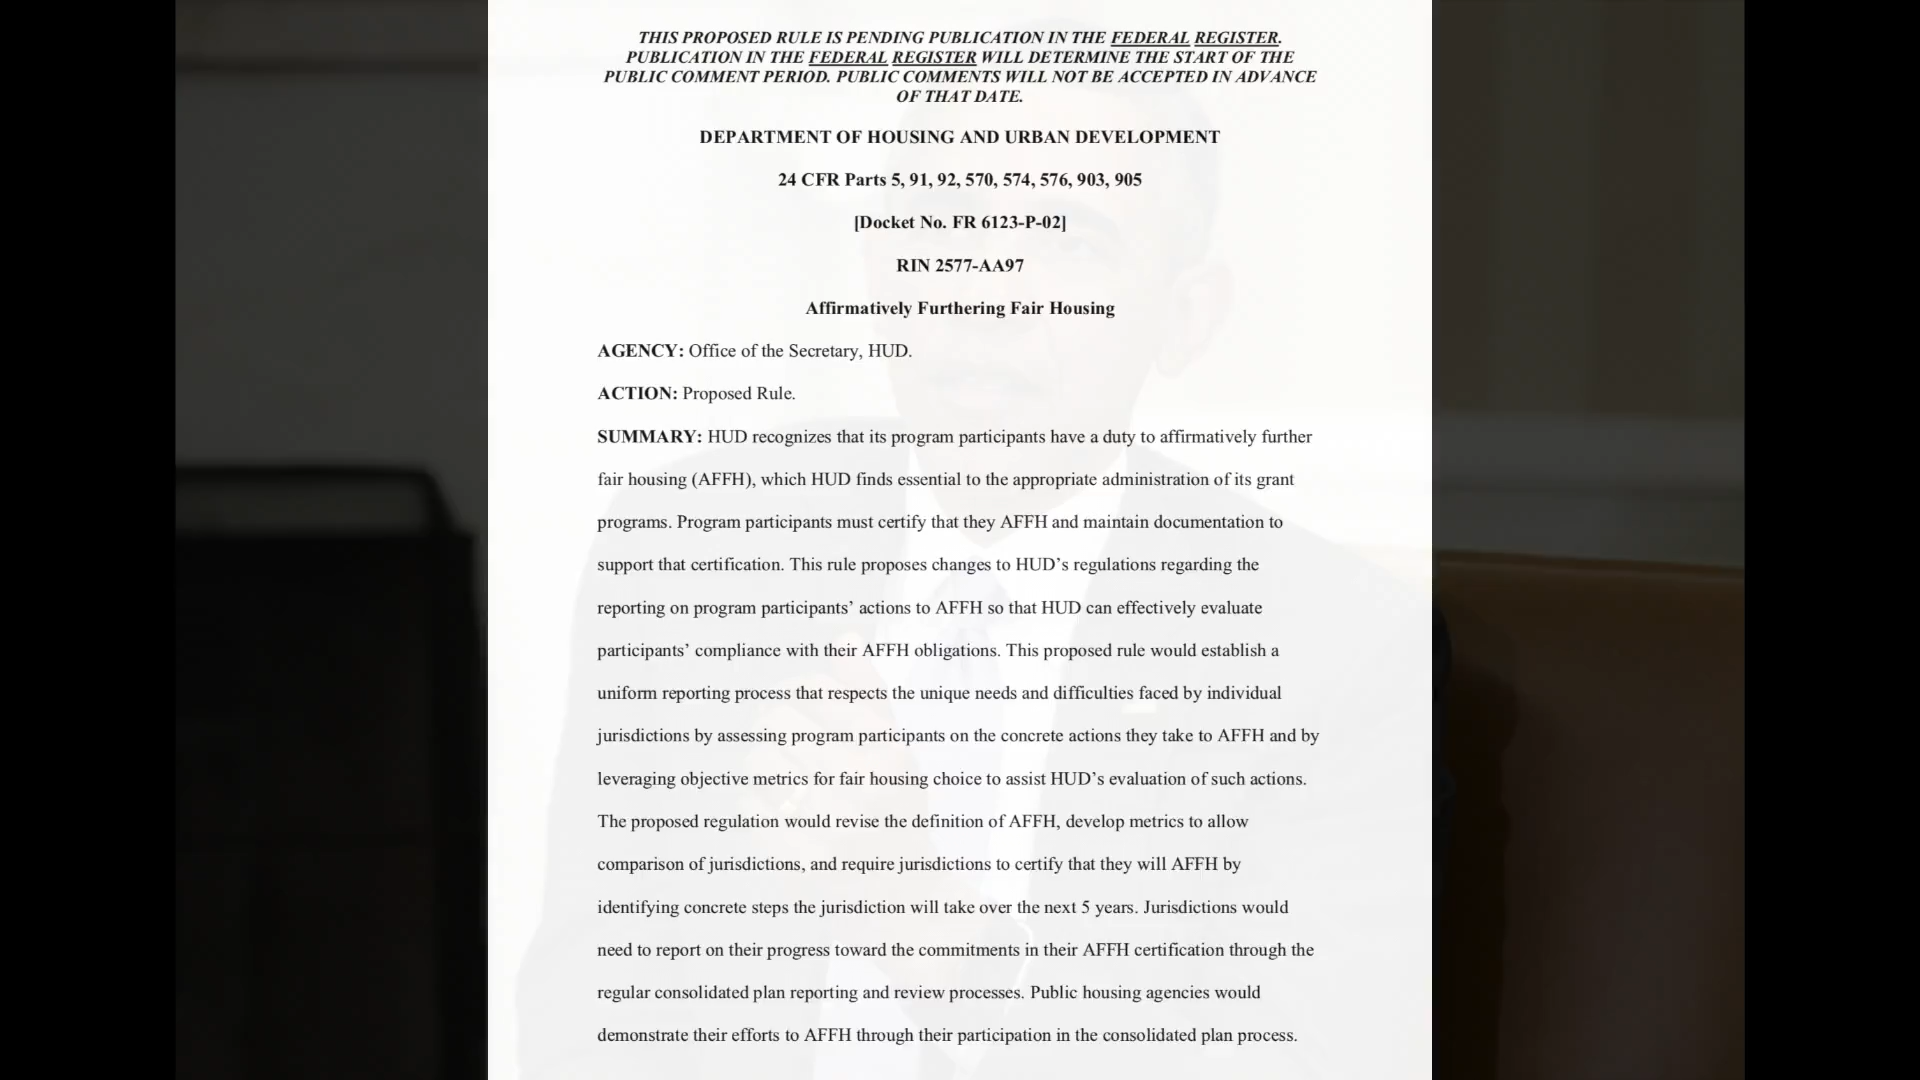 THIS PROPOSED RULE IS PENDING PUBLICATION IN THE FEDERAL REGISTER.
PUBLICATION IN THE FEDERAL REGISTER WILL DETERMINE THE START OF THE
PUBLIC COMMENT PERIOD. PUBLIC COMMENTS WILL NOT BE ACCEPTED IN ADVANCE
OF THAT DATE.
DEPARTMENT OF HOUSING AND URBAN DEVELOPMENT
24 CFR Parts 5, 91, 92, 570, 574, 576, 903, 905
[Docket No. FR 6123-P-02]
RIN 2577-AA97
Affirmatively Furthering Fair Housing
AGENCY: Office of the Secretary, HUD.
ACTION: Proposed Rule.
SUMMARY: HUD recognizes that its program participants have a duty to affirmatively further
fair housing (AFFH), which HUD finds essential to the appropriate administration of its grant
programs. Program participants must certify that they AFFH and maintain documentation to
support that certification. This rule proposes changes to HUD’s regulations regarding the
reporting on program participants’ actions to AFFH so that HUD can effectively evaluate
participants’ compliance with their AFFH obligations. This proposed rule would establish a
uniform reporting process that respects the unique needs and difficulties faced by individual
jurisdictions by assessing program participants on the concrete actions they take to AFFH and by
leveraging objective metrics for fair housing choice to assist HUD’s evaluation of such actions.
The proposed regulation would revise the definition of AFFH, develop metrics to allow
comparison of jurisdictions, and require jurisdictions to certify that they will AFFH by
identifying concrete steps the jurisdiction will take over the next 5 years. Jurisdictions would
need to report on their progress toward the commitments in their AFFH certification through the
regular consolidated plan reporting and review processes. Public housing agencies would
demonstrate their efforts to AFFH through their participation in the consolidated plan process.